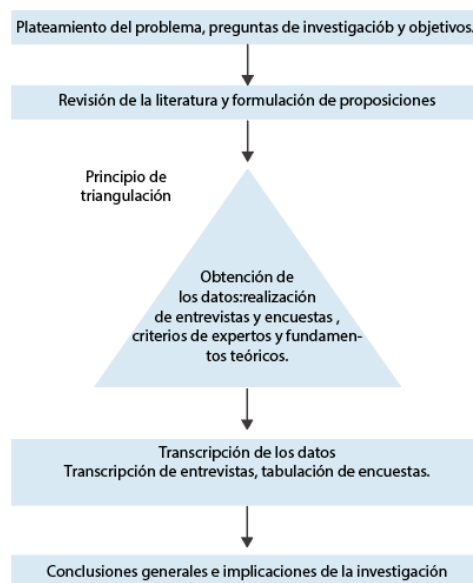 Plateamiento del problema, preguntas de investigaciób y objetivos.
Revisión de la literatura y formulación de proposiciones
Principio de
triangulación
Obtención de
los datos:realización
de entrevistas y encuestas ,
criterios de expertos y fundamen-
tos teóricos.
Transcripción de los datos
Transcripción de entrevistas, tabulación de encuestas.
Conclusiones generales e implicaciones de la investigación